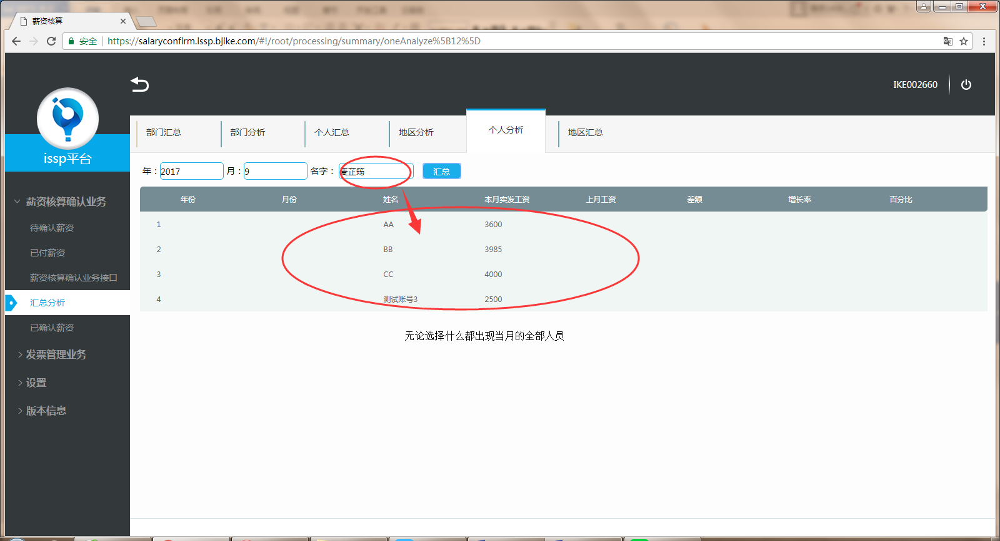 薪资核算
安全 https://salaryconfirm.issp.bjike.com/#!/root/processing/summary/oneAnalyze%5B12%5D
IKE002660
issp平台
薪资核算确认业务
待确认薪资
已付薪资
薪资核算确认业务接口
汇总分析
已确认薪资
发票管理业务
设置
版本信息
部门汇总 部门分析 个人汇总 地区分析 个人分析 地区汇总
年：2017 月：9 名字：麦芷筠 汇总
年份 月份 姓名 本月实发工资 上月工资 差额 增长率 百分比
1 AA 3600
2 BB 3985
3 CC 4000
4 测试账号3 2500
无论选择什么都出现当月的全部人员